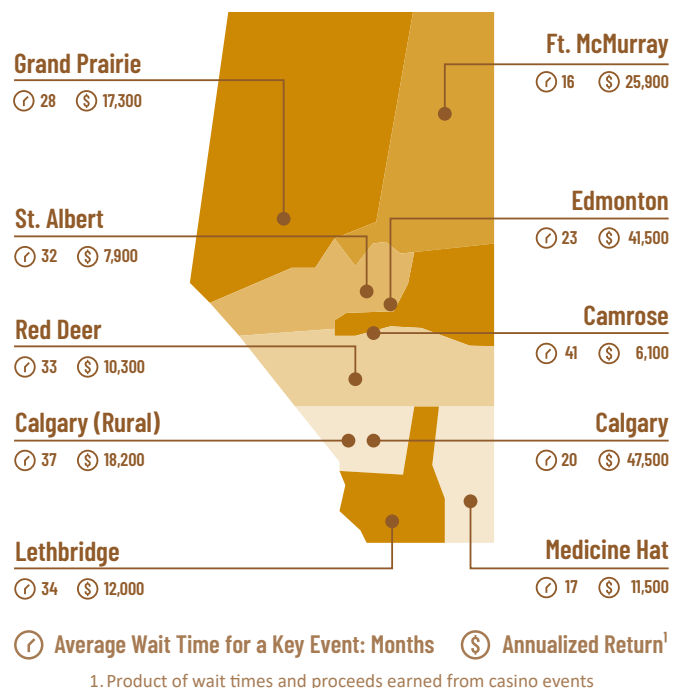 Grand Prairie
28 $ 17,300
Ft. McMurray
16 $ 25,900
St. Albert
32 $ 7,900
Edmonton
23 $ 41,500
Red Deer
33 $ 10,300
Camrose
41 $ 6,100
Calgary (Rural)
37 $ 18,200
Calgary
20 $ 47,500
Lethbridge
34 $ 12,000
Medicine Hat
17 $ 11,500
Average Wait Time for a Key Event: Months $ Annualized Return¹
1. Product of wait times and proceeds earned from casino events